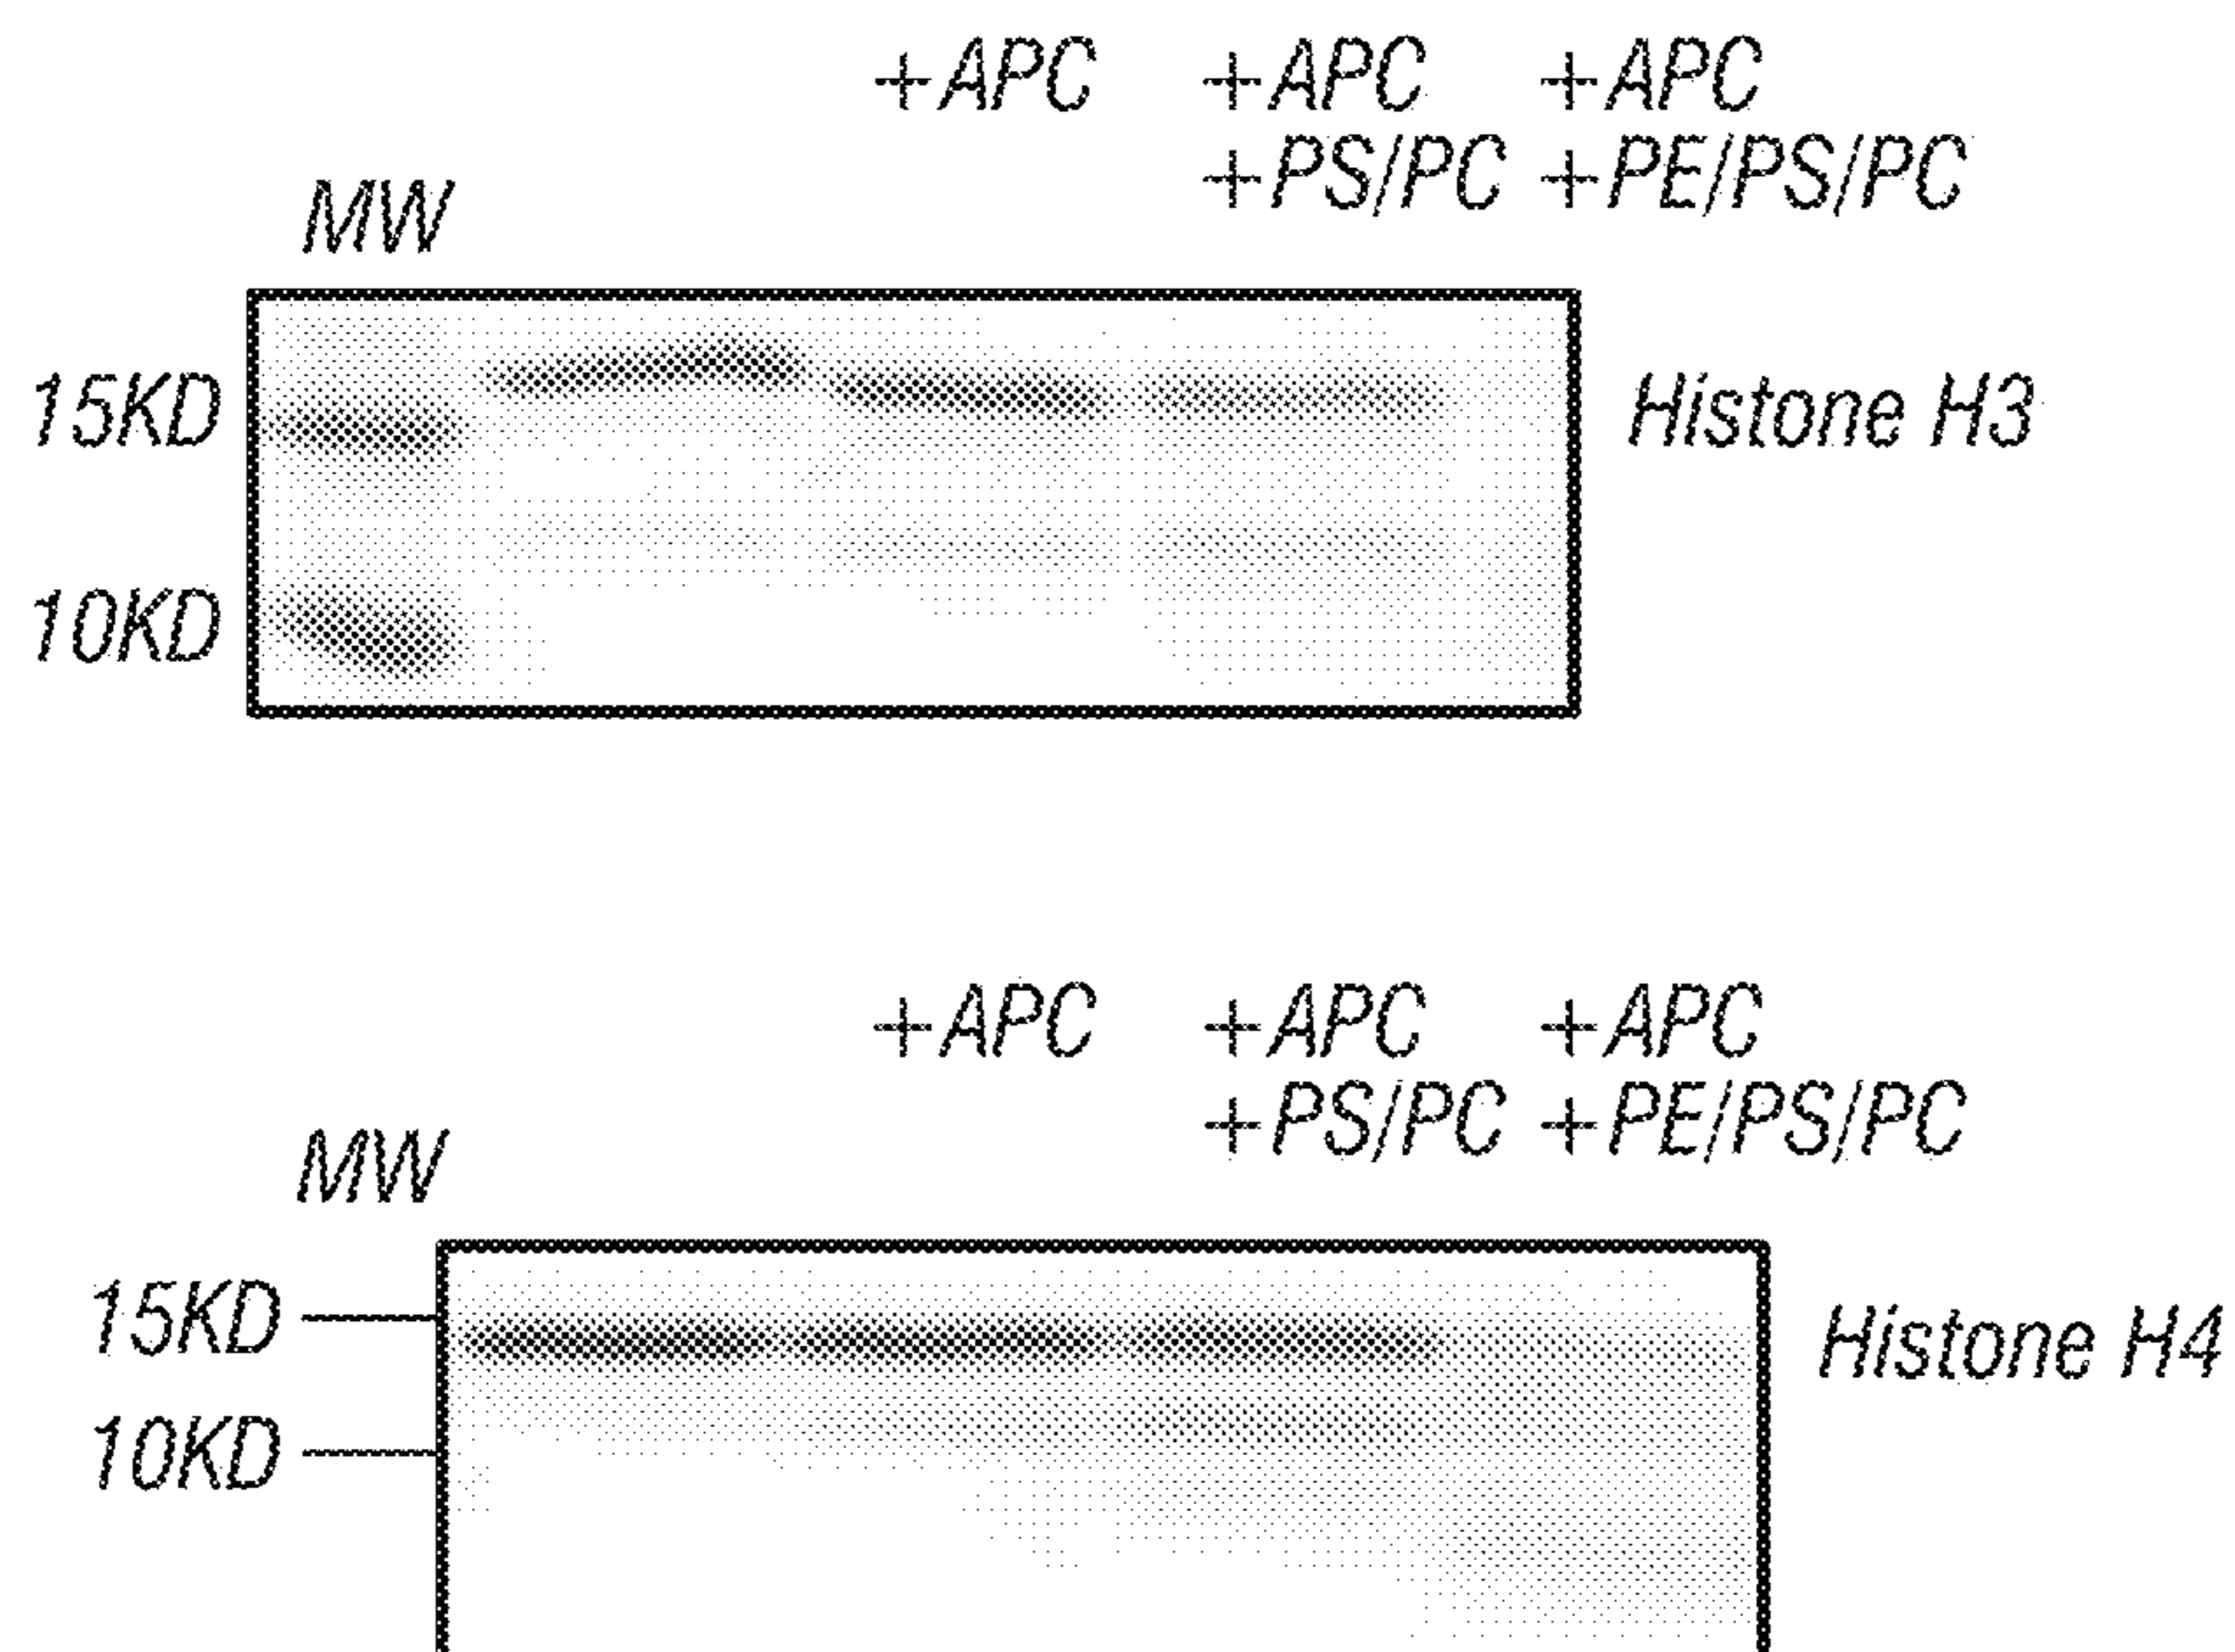 +APC +APC +APC
+PS/PC +PE/PS/PC
MW
15KD
Histone H3
10KD
+APC +APC +APC
+PS/PC +PE/PS/PC
MW
15KD
Histone H4
10KD